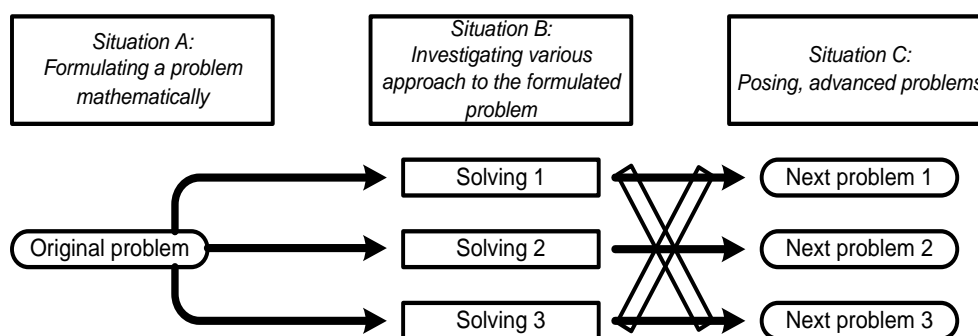 Situation A:
Formulating a problem
mathematically
Situation B:
Investigating various
approach to the formulated
problem
Situation C:
Posing, advanced problems
Original problem
Solving 1
Solving 2
Solving 3
Next problem 1
Next problem 2
Next problem 3